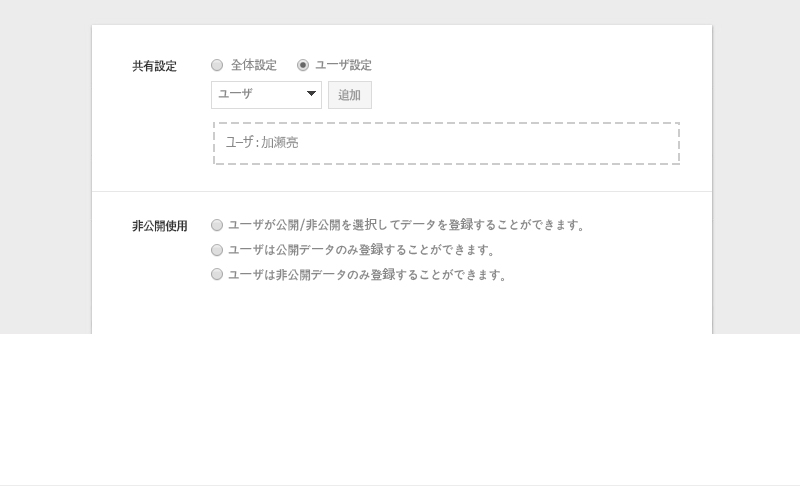 共有設定 全体設定 ユーザ設定
ユーザ 追加
ユーザ : 加瀬亮
非公開使用 ユーザが公開/非公開を選択してデータを登録することができます。
ユーザは公開データのみ登録することができます。
ユーザは非公開データのみ登録することができます。